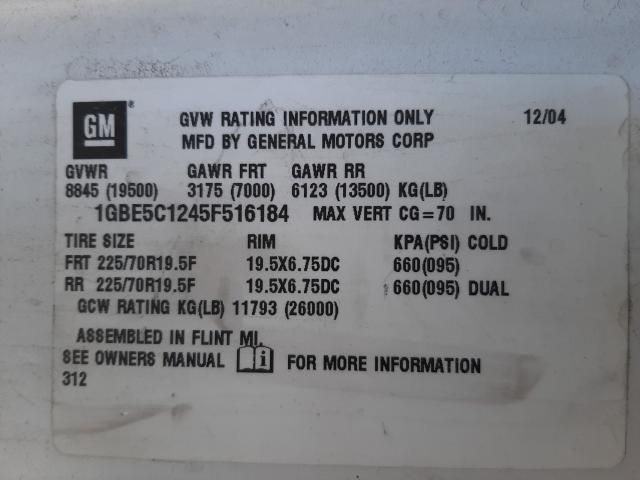 GM GVW RATING INFORMATION ONLY 12/04
MFD BY GENERAL MOTORS CORP
GVWR GAWR FRT GAWR RR
8845 (19500) 3175 (7000) 6123 (13500) KG(LB)
1GBE5C1245F516184 MAX VERT CG=70 IN.
TIRE SIZE RIM KPA(PSI) COLD
FRT 225/70R19.5F 19.5X6.75DC 660(095)
RR 225/70R19.5F 19.5X6.75DC 660(095) DUAL
GCW RATING KG(LB) 11793 (26000)
ASSEMBLED IN FLINT MI.
SEE OWNERS MANUAL i FOR MORE INFORMATION
312